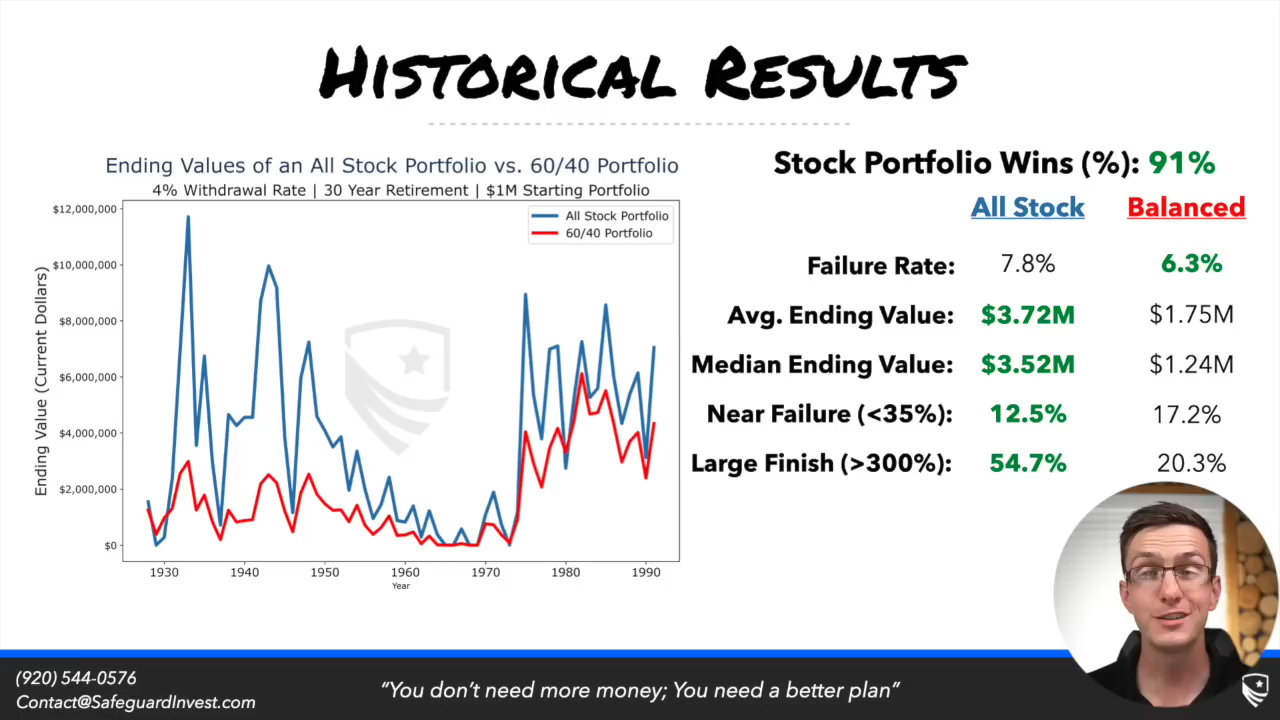 HISTORICAL RESULTS
Ending Values of an All Stock Portfolio vs. 60/40 Portfolio
4% Withdrawal Rate | 30 Year Retirement | $1M Starting Portfolio
$12,000,000
$10,000,000
$8,000,000
$6,000,000
$4,000,000
$2,000,000
$0
Ending Value (Current Dollars)
All Stock Portfolio
60/40 Portfolio
1930 1940 1950 1960 1970 1980 1990
Year
Stock Portfolio Wins (%): 91%
All Stock Balanced
Failure Rate: 7.8% 6.3%
Avg. Ending Value: $3.72M $1.75M
Median Ending Value: $3.52M $1.24M
Near Failure (<35%): 12.5% 17.2%
Large Finish (>300%): 54.7% 20.3%
(920) 544-0576
Contact@SafeguardInvest.com
“You don’t need more money; You need a better plan”